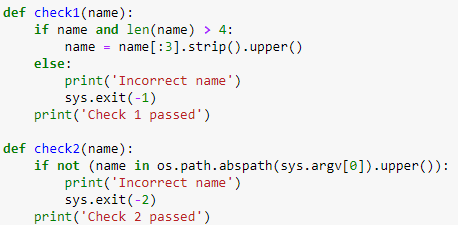 def check1(name):
    if name and len(name) > 4:
        name = name[:3].strip().upper()
    else:
        print('Incorrect name')
        sys.exit(-1)
    print('Check 1 passed')

def check2(name):
    if not (name in os.path.abspath(sys.argv[0]).upper()):
        print('Incorrect name')
        sys.exit(-2)
    print('Check 2 passed')